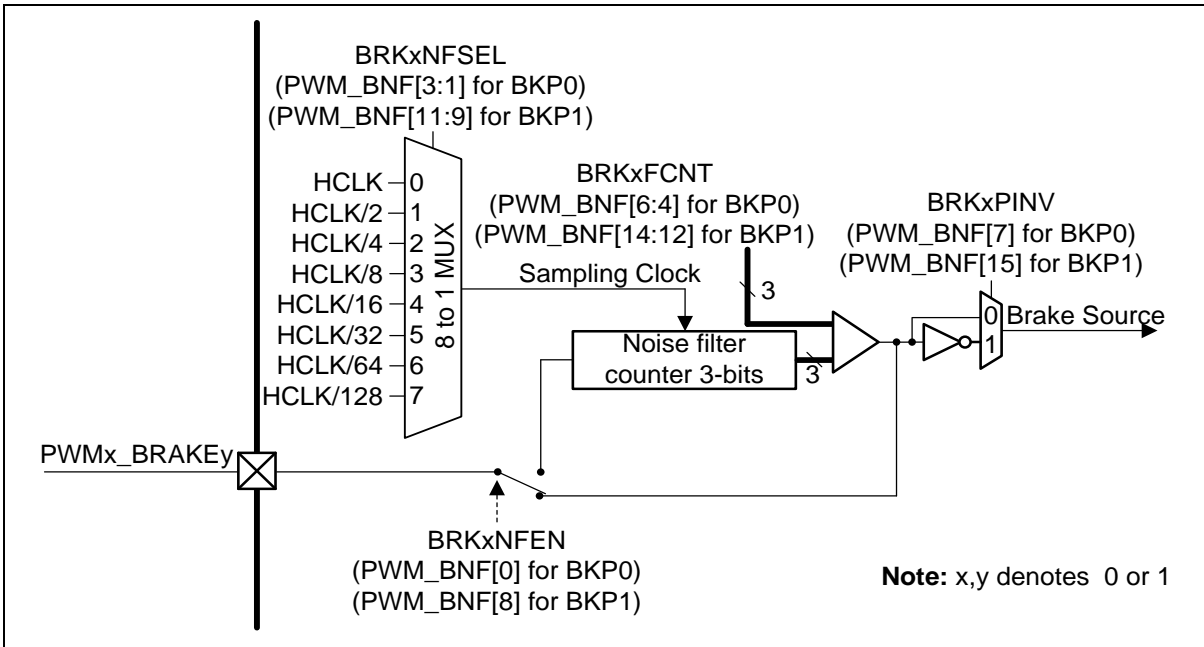 BRKxNFSEL
(PWM_BNF[3:1] for BKP0)
(PWM_BNF[11:9] for BKP1)
HCLK
0
HCLK/2
1
HCLK/4
2
HCLK/8
3
HCLK/16
4
HCLK/32
5
HCLK/64
6
HCLK/128
7
8 to 1 MUX
BRKxFCNT
(PWM_BNF[6:4] for BKP0)
(PWM_BNF[14:12] for BKP1)
BRKxPINV
(PWM_BNF[7] for BKP0)
(PWM_BNF[15] for BKP1)
Sampling Clock
3
0
1
Brake Source
Noise filter
counter 3-bits
3
PWMx_BRAKEy
BRKxNFEN
(PWM_BNF[0] for BKP0)
(PWM_BNF[8] for BKP1)
Note: x,y denotes 0 or 1